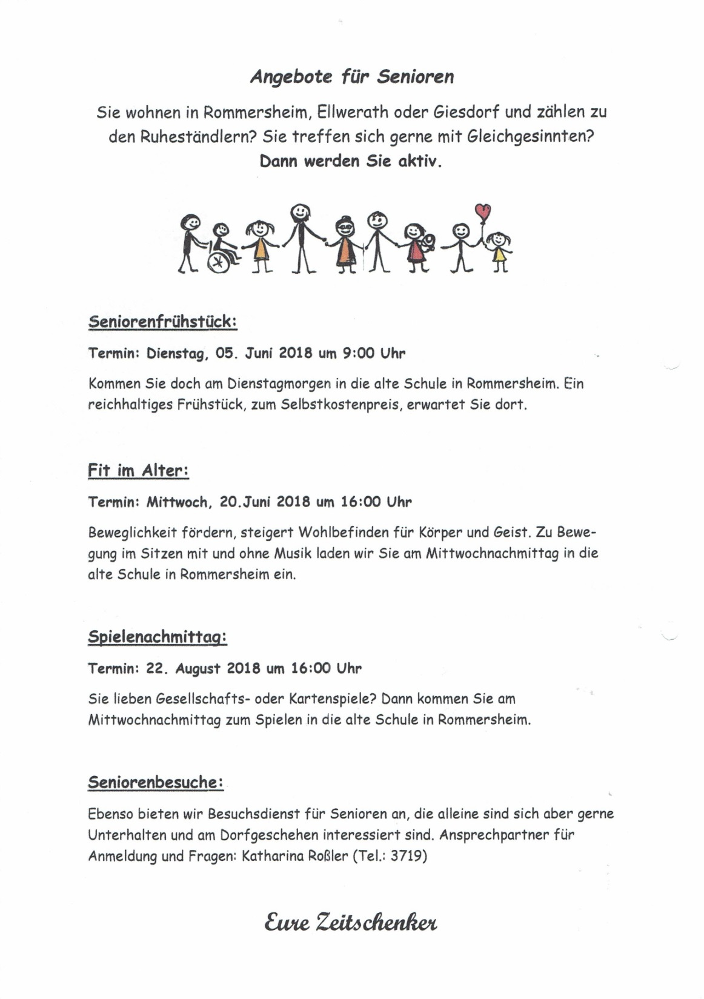 Angebote für Senioren
Sie wohnen in Rommersheim, Ellwerath oder Giesdorf und zählen zu
den Ruheständlern? Sie treffen sich gerne mit Gleichgesinnten?
Dann werden Sie aktiv.
Seniorenfrühstück:
Termin: Dienstag, 05. Juni 2018 um 9:00 Uhr
Kommen Sie doch am Dienstagmorgen in die alte Schule in Rommersheim. Ein
reichhaltiges Frühstück, zum Selbstkostenpreis, erwartet Sie dort.
Fit im Alter:
Termin: Mittwoch, 20.Juni 2018 um 16:00 Uhr
Beweglichkeit fördern, steigert Wohlbefinden für Körper und Geist. Zu Bewe-
gung im Sitzen mit und ohne Musik laden wir Sie am Mittwochnachmittag in die
alte Schule in Rommersheim ein.
Spielenachmittag:
Termin: 22. August 2018 um 16:00 Uhr
Sie lieben Gesellschafts- oder Kartenspiele? Dann kommen Sie am
Mittwochnachmittag zum Spielen in die alte Schule in Rommersheim.
Seniorenbesuche:
Ebenso bieten wir Besuchsdienst für Senioren an, die alleine sind sich aber gerne
Unterhalten und am Dorfgeschehen interessiert sind. Ansprechpartner für
Anmeldung und Fragen: Katharina Roßler (Tel.: 3719)
Eure Zeitschenker